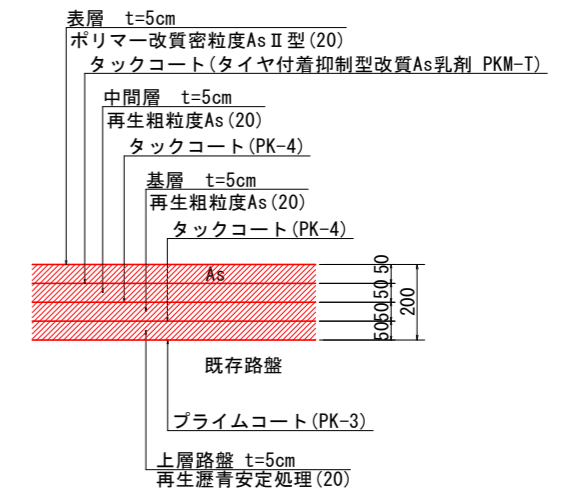 表層 t=5cm
ポリマー改質密粒度AsⅡ型(20)
タックコート(タイヤ付着抑制型改質As乳剤 PKM-T)
中間層 t=5cm
再生粗粒度As(20)
タックコート(PK-4)
基層 t=5cm
再生粗粒度As(20)
タックコート(PK-4)
As
50
50
50
50
200
既存路盤
プライムコート(PK-3)
上層路盤 t=5cm
再生瀝青安定処理(20)